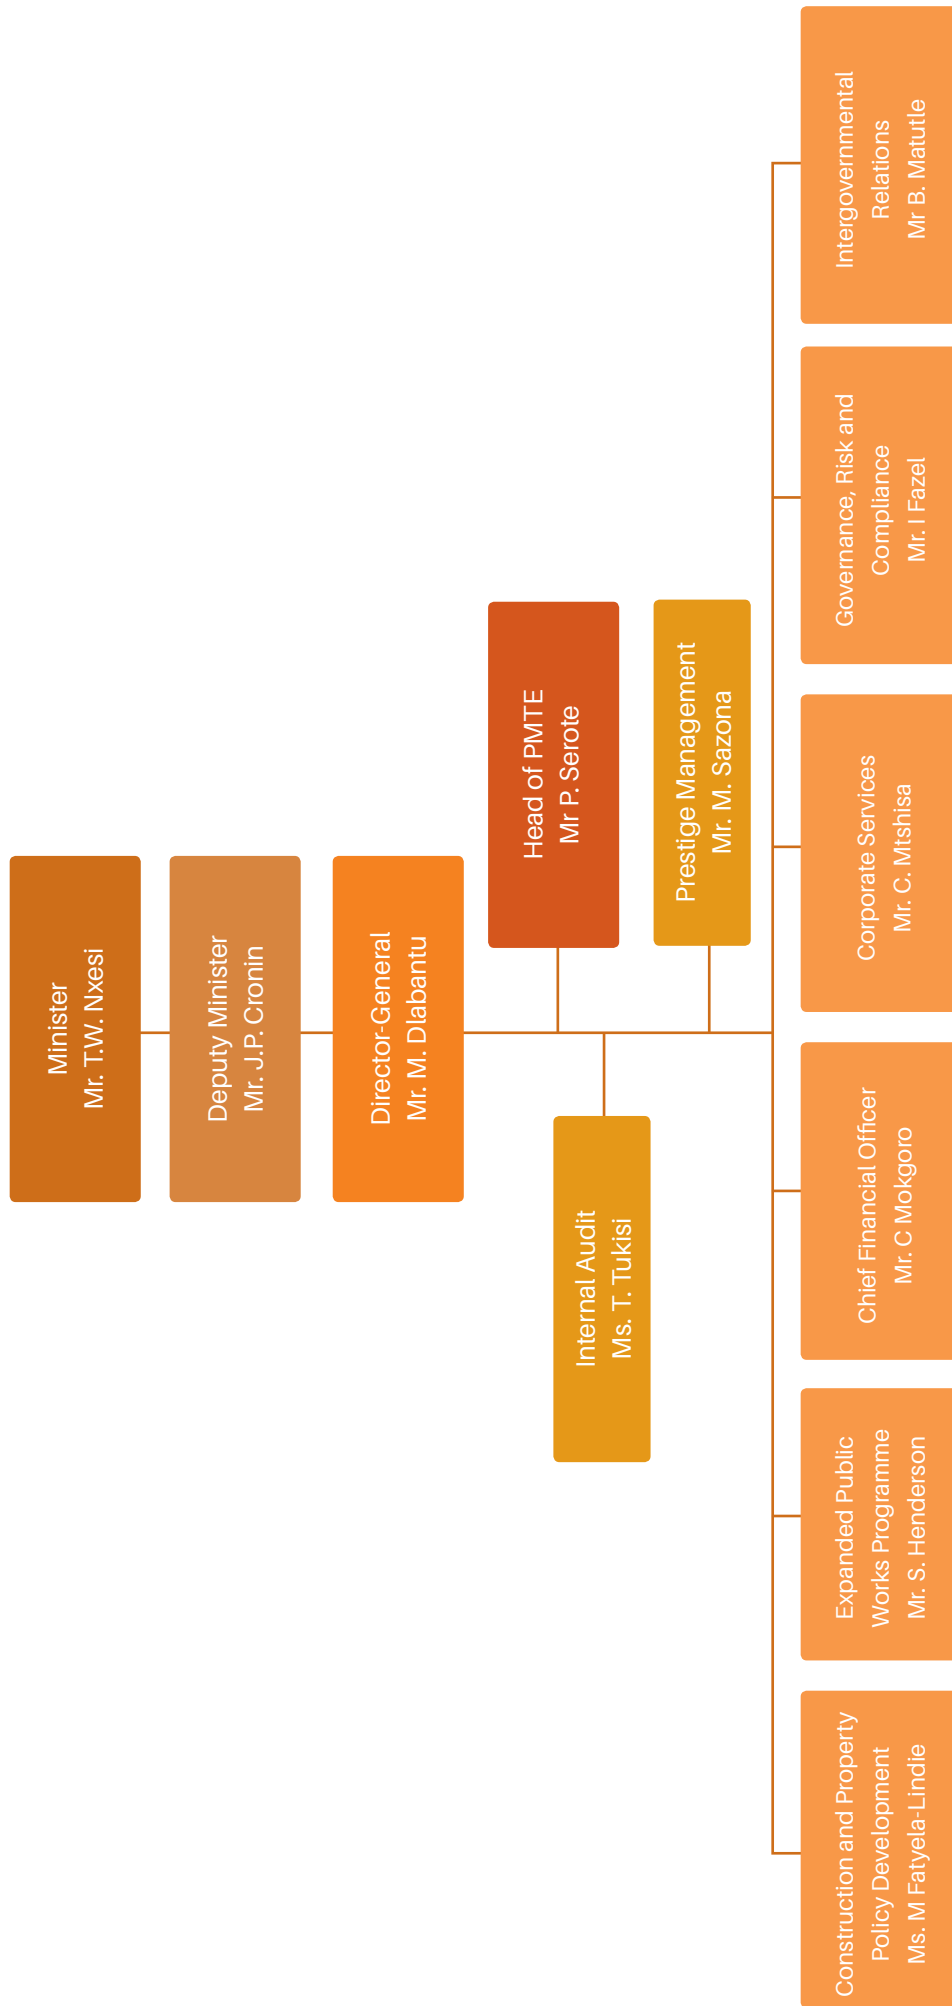 Minister
Mr. T.W. Nxesi
Deputy Minister
Mr. J.P. Cronin
Director-General
Mr. M. Dlabantu
Head of PMTE
Mr P. Serote
Internal Audit
Ms. T. Tukisi
Prestige Management
Mr. M. Sazona
Construction and Property
Policy Development
Ms. M Fatyela-Lindie
Expanded Public
Works Programme
Mr. S. Henderson
Chief Financial Officer
Mr. C Mokgoro
Corporate Services
Mr. C. Mtshisa
Governance, Risk and
Compliance
Mr. I Fazel
Intergovernmental
Relations
Mr B. Matutle